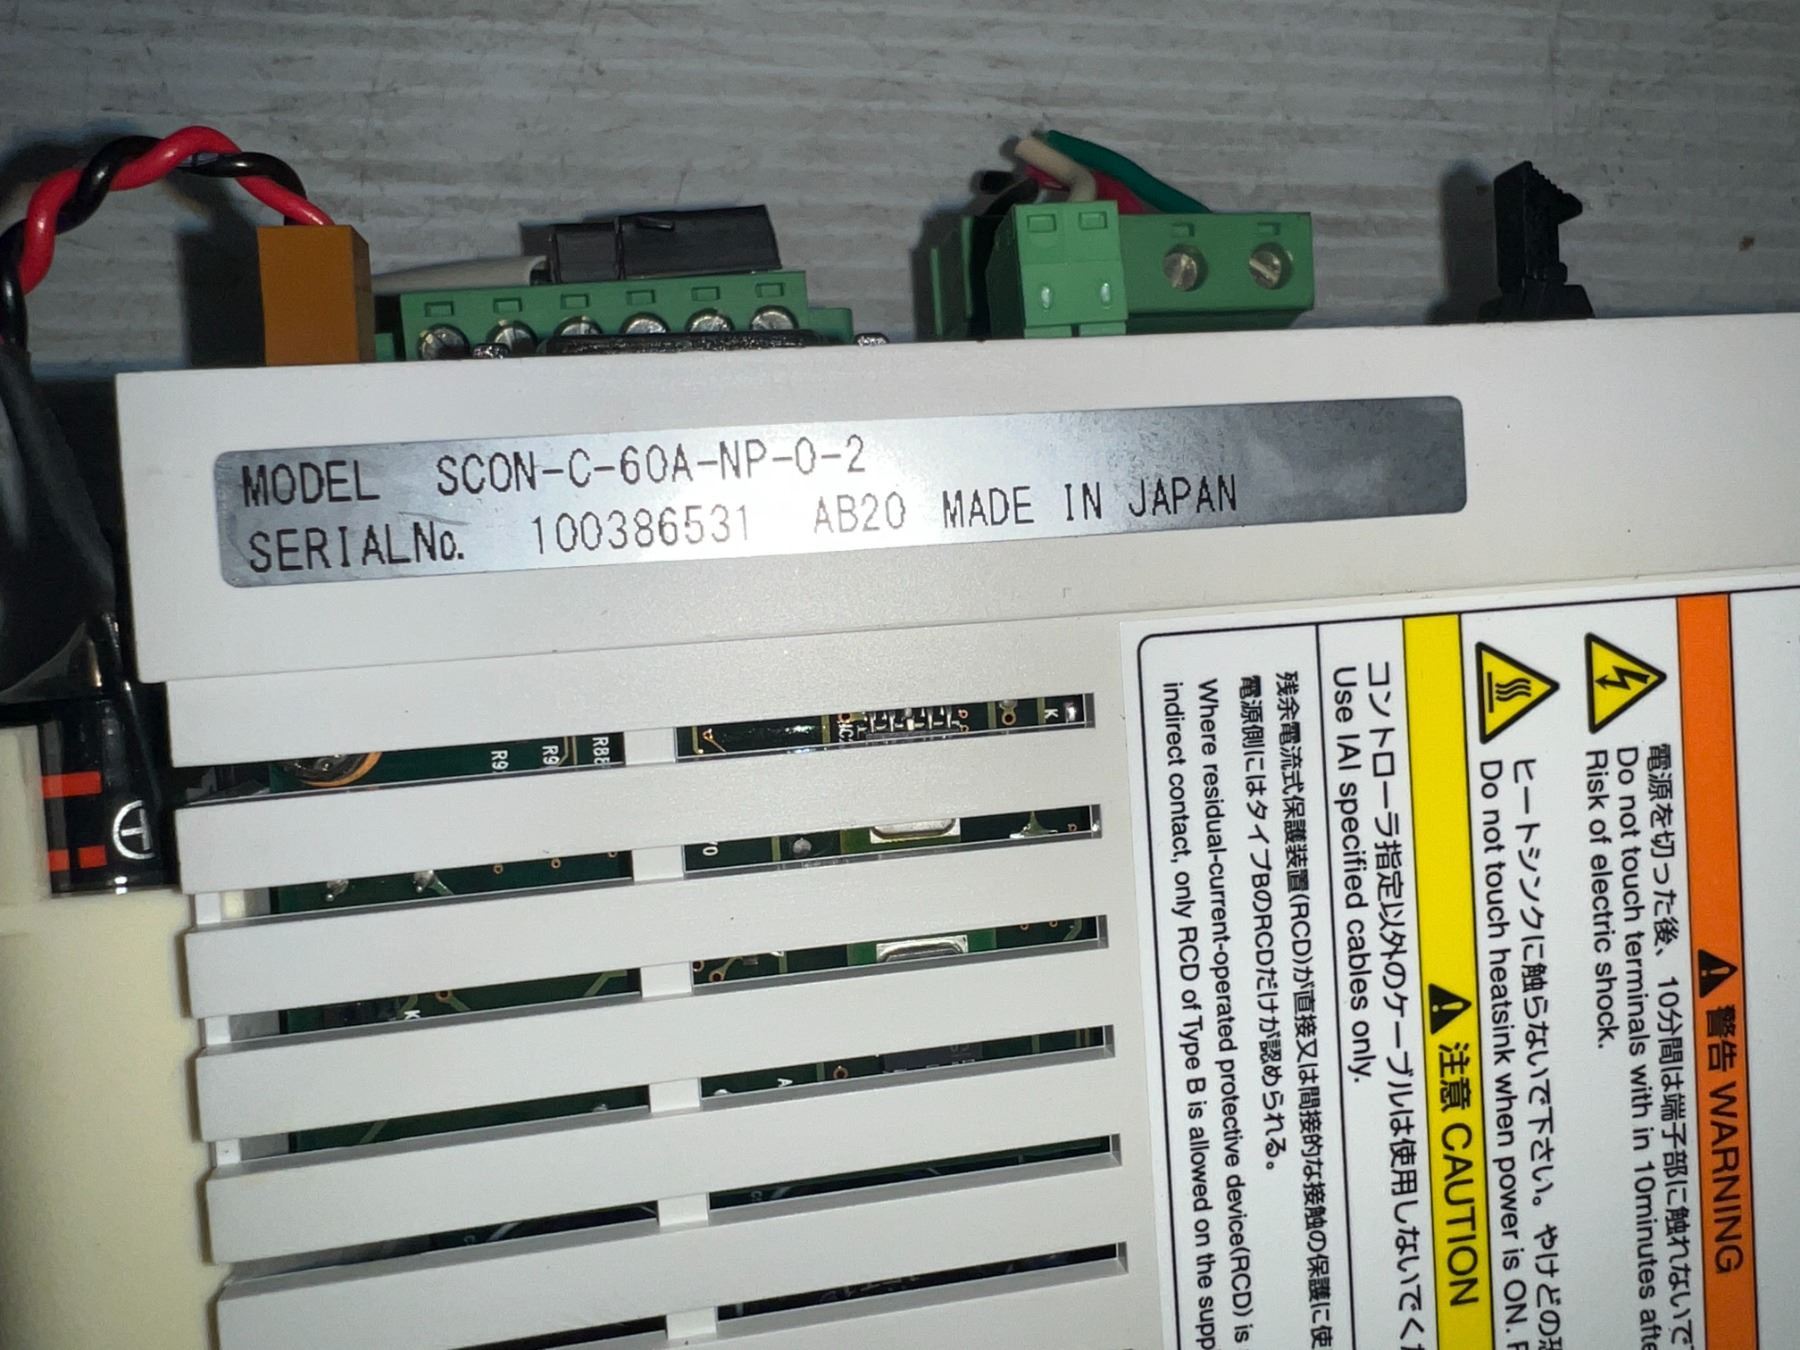 MODEL SCON-C-60A-NP-0-2
SERIALNo. 100386531 AB20 MADE IN JAPAN
警告 WARNING
電源を切った後、10分間は端子部に触れないで
Do not touch terminals with in 10minutes afte
Risk of electric shock.
ヒートシンクに触らないで下さい。やけどの恐
Do not touch heatsink when power is ON.
注意 CAUTION
コントローラ指定以外のケーブルは使用しないでく
Use IAI specified cables only.
残余電流式保護装置(RCD)が直接又は間接的な接触の保護に使
電源側にはタイプBのRCDだけが認められる。
Where residual-current-operated protective device(RCD) is
indirect contact, only RCD of Type B is allowed on the supp
R9
R9
R88
K
70
K
A